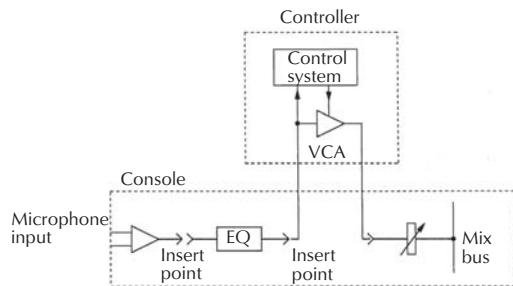 Controller
Control
system
VCA
Console
Microphone
input
EQ
Insert
point
Insert
point
Mix
bus